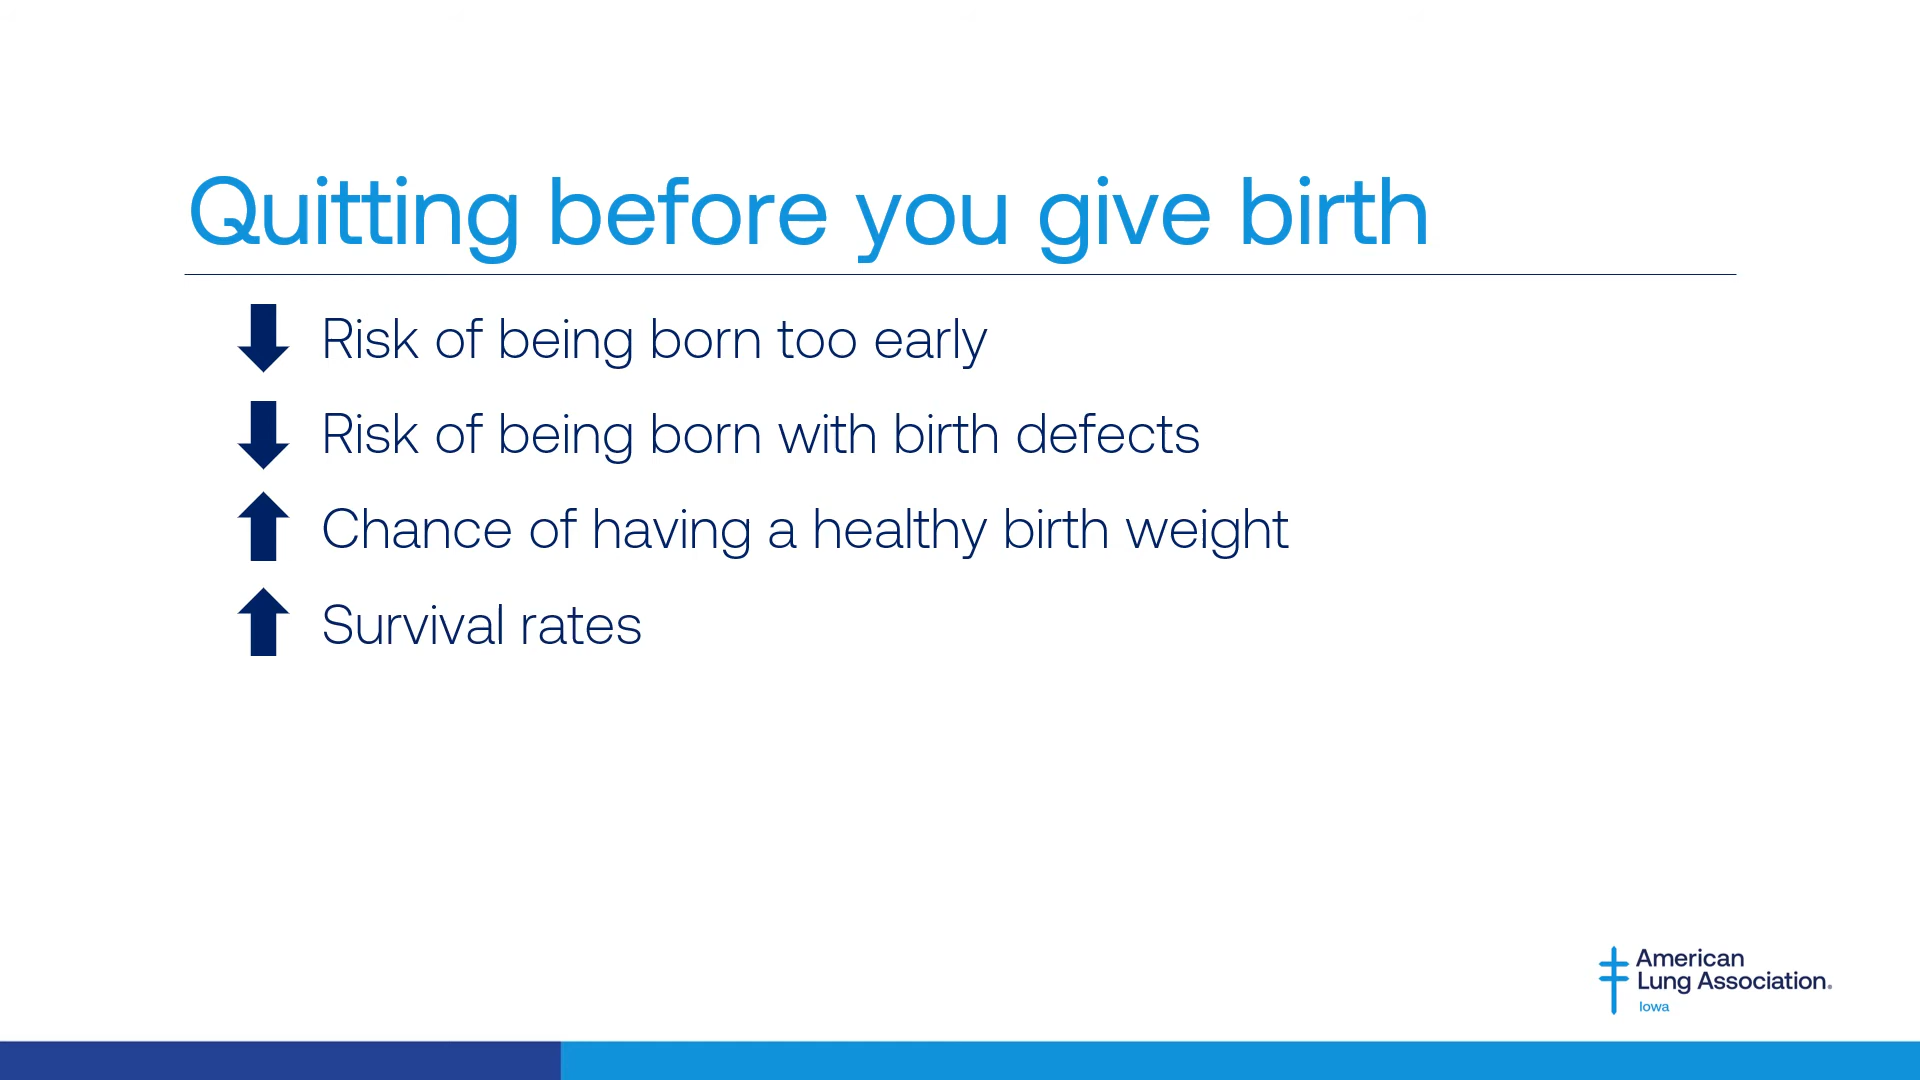 Quitting before you give birth
Risk of being born too early
Risk of being born with birth defects
Chance of having a healthy birth weight
Survival rates
American
Lung Association.
Iowa